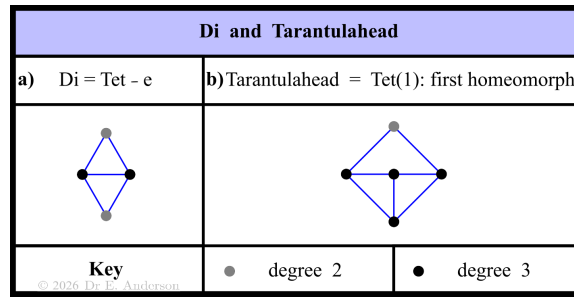 Di and Tarantulahead
a) Di = Tet - e
b) Tarantulahead = Tet(1): first homeomorph
Key
degree 2
degree 3
© 2026 Dr E. Anderson